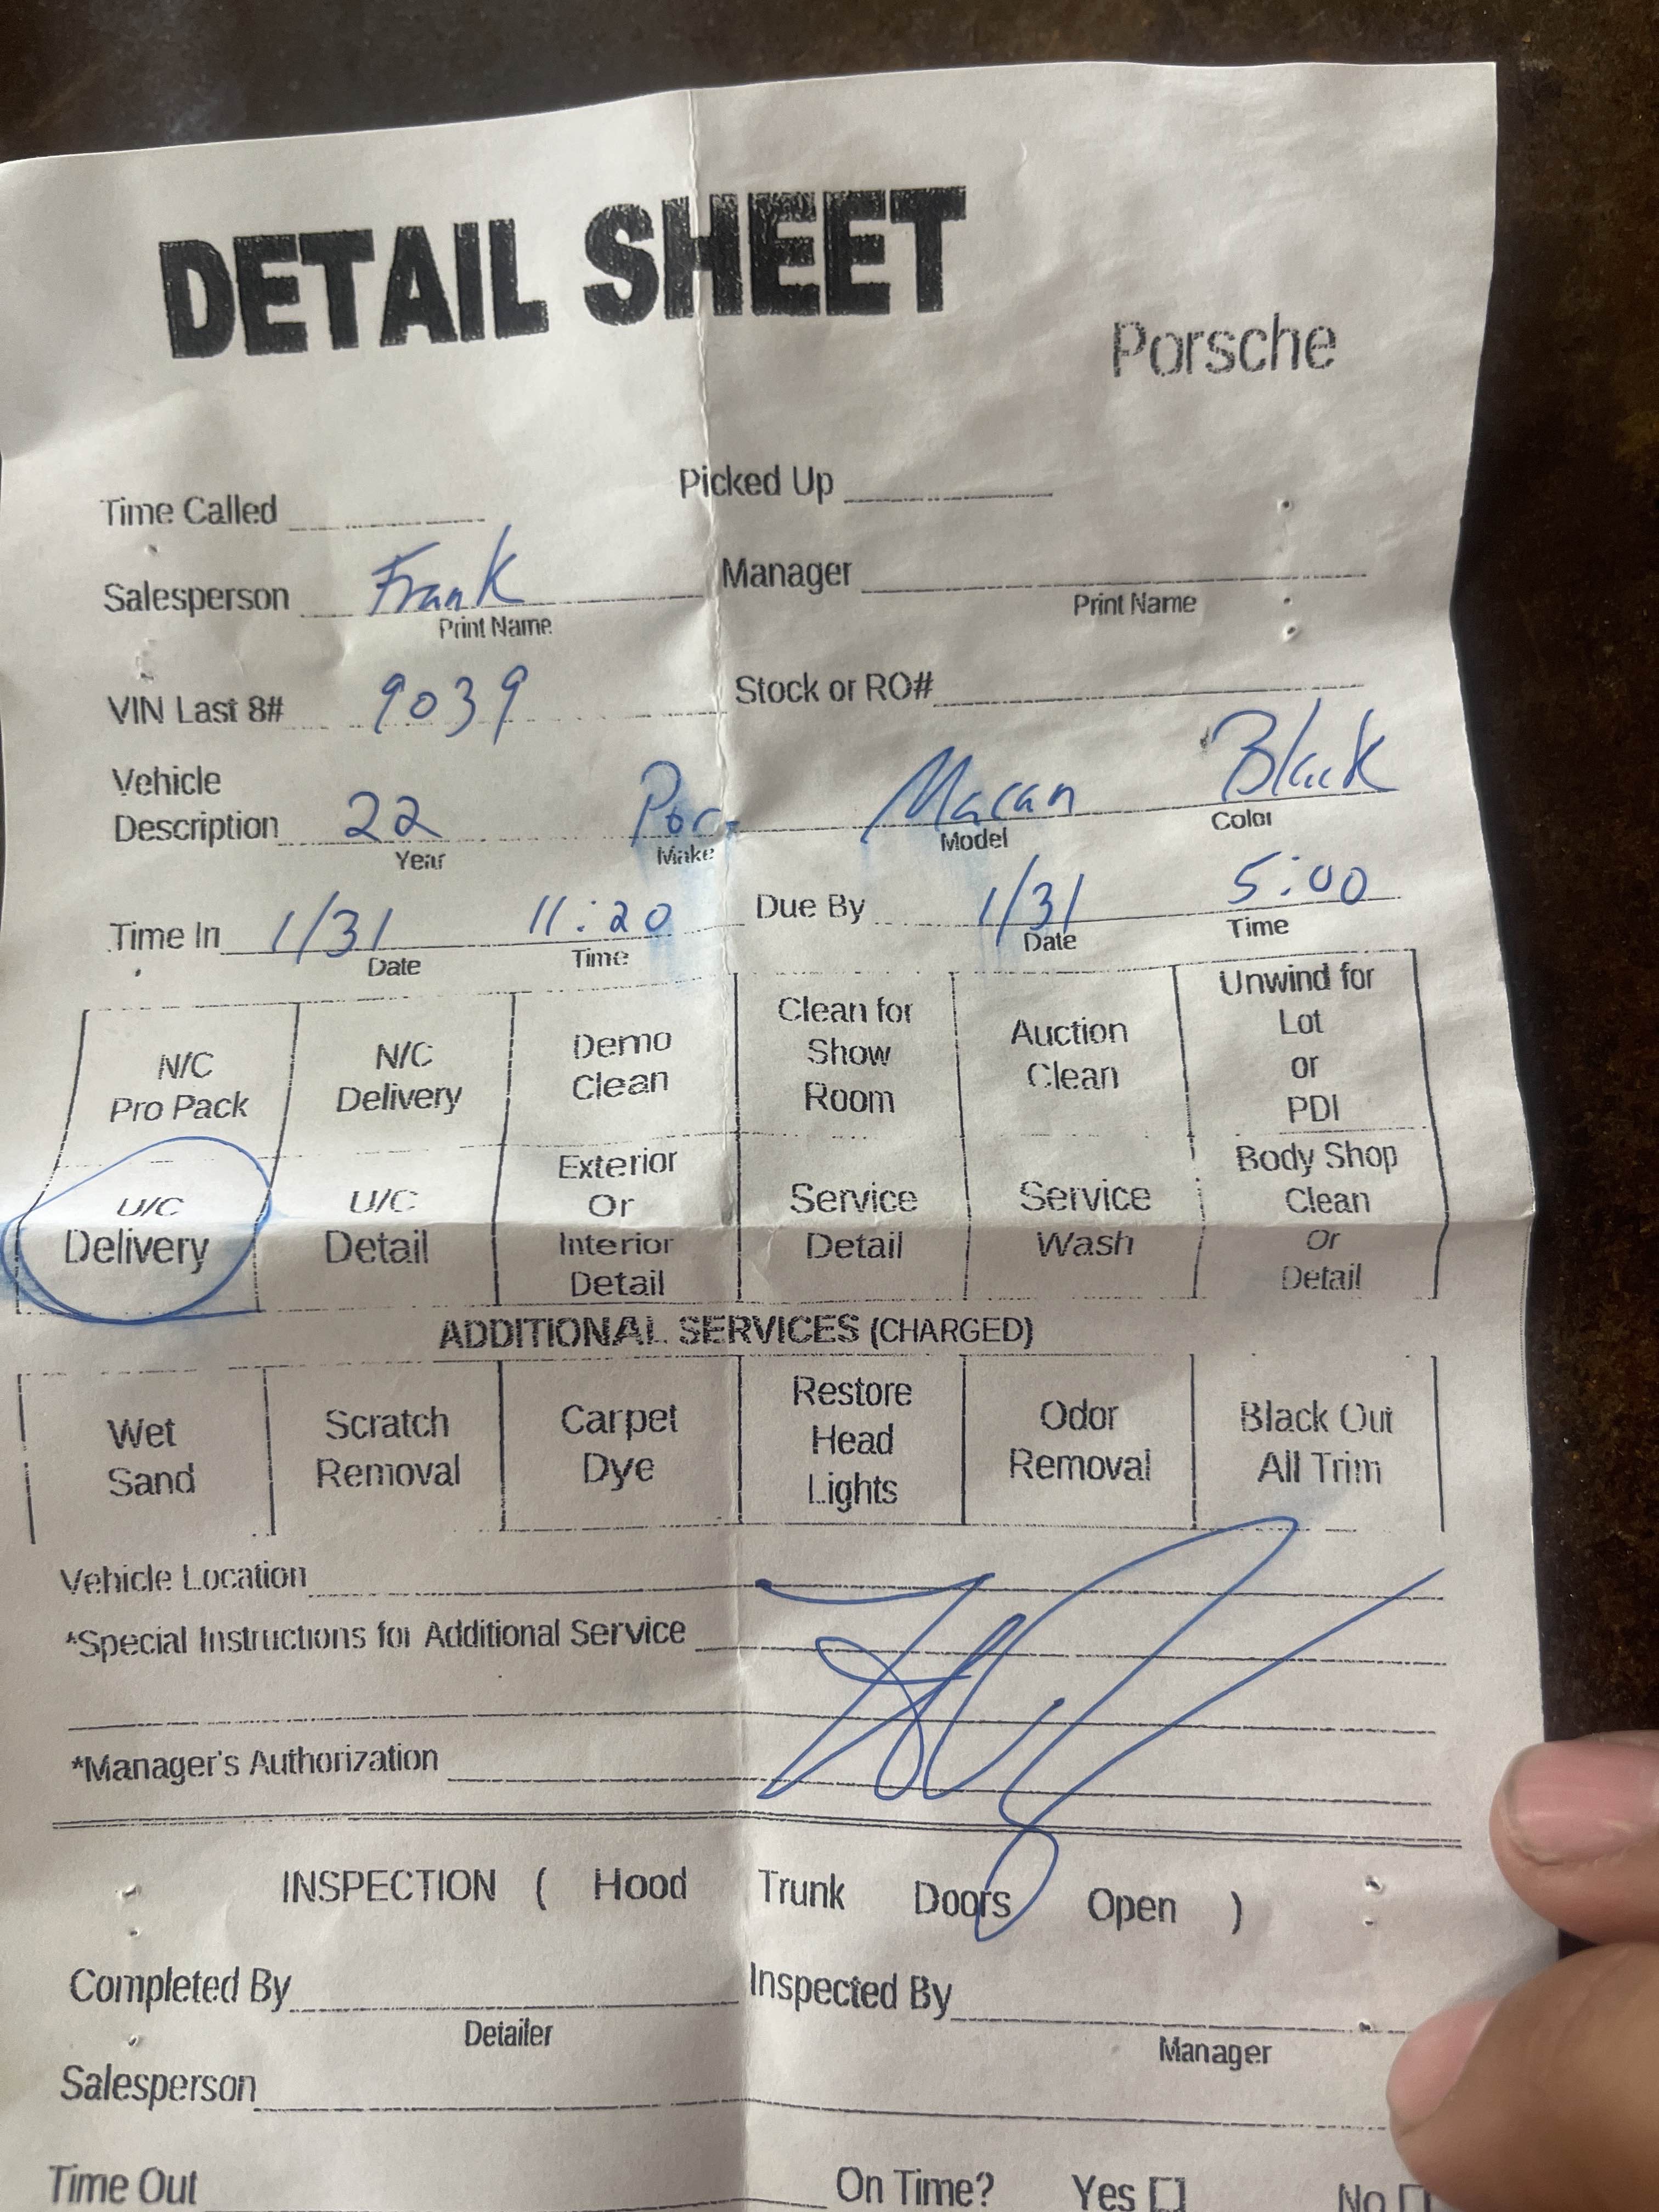 DETAIL SHEET
Porsche
Time Called Picked Up
Salesperson Frank Manager
Print Name Print Name
VIN Last 8# 9039 Stock or RO#
Vehicle
Description 22 Por Macan Black
Year Make Model Color
Time In 1/31 11:20 Due By 1/31 5:00
Date Time Date Time
N/C
Pro Pack
N/C
Delivery
Demo
Clean
Clean for
Show
Room
Auction
Clean
Unwind for
Lot
or
PDI
U/C
Delivery
U/C
Detail
Exterior
Or
Interior
Detail
Service
Detail
Service
Wash
Body Shop
Clean
Or
Detail
ADDITIONAL SERVICES (CHARGED)
Wet
Sand
Scratch
Removal
Carpet
Dye
Restore
Head
Lights
Odor
Removal
Black Out
All Trim
Vehicle Location
*Special Instructions for Additional Service
*Manager's Authorization
INSPECTION ( Hood Trunk Doors Open )
Completed By Inspected By
Detailer Manager
Salesperson
Time Out On Time? Yes No